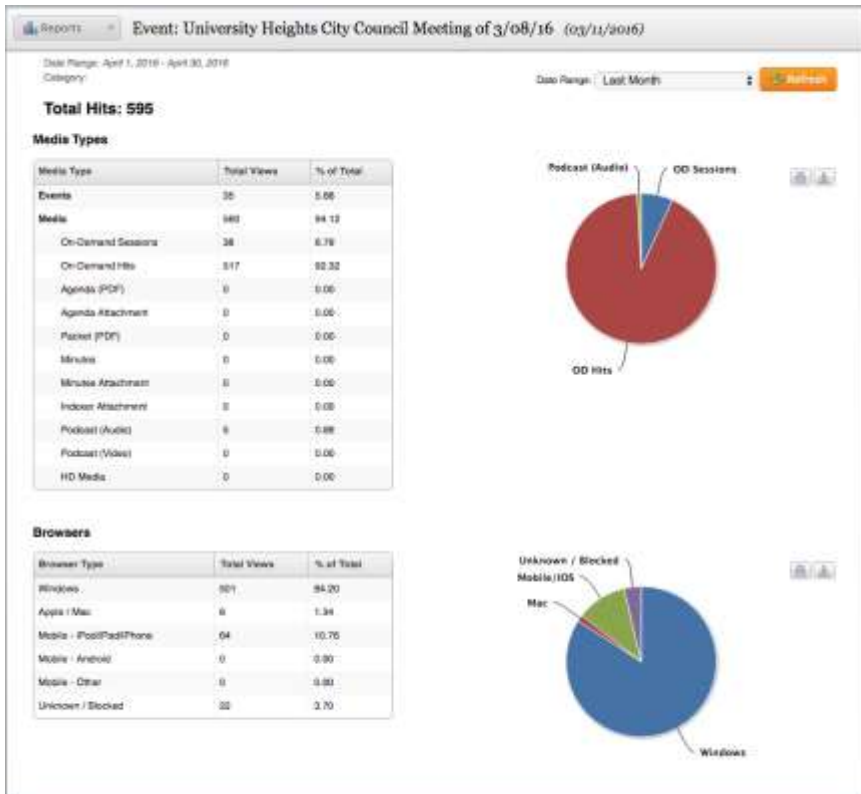 Reports
Event: University Heights City Council Meeting of 3/08/16 (03/11/2016)
Date Range: April 1, 2016 - April 30, 2016
Category:
Date Range: Last Month Refresh
Total Hits: 595
Media Types
Media Type Total Views % of Total
Events 35 5.88
Media 560 94.12
On-Demand Sessions 38 6.79
On-Demand Hits 517 92.32
Agenda (PDF) 0 0.00
Agenda Attachment 0 0.00
Packet (PDF) 0 0.00
Minutes 0 0.00
Minutes Attachment 0 0.00
Indexer Attachment 0 0.00
Podcast (Audio) 5 0.89
Podcast (Video) 0 0.00
HD Media 0 0.00
Podcast (Audio)
OD Sessions
OD Hits
Browsers
Browser Type Total Views % of Total
Windows 501 84.20
Apple / Mac 8 1.34
Mobile - iPod/iPad/iPhone 64 10.76
Mobile - Android 0 0.00
Mobile - Other 0 0.00
Unknown / Blocked 22 3.70
Unknown / Blocked
Mobile/IOS
Mac
Windows